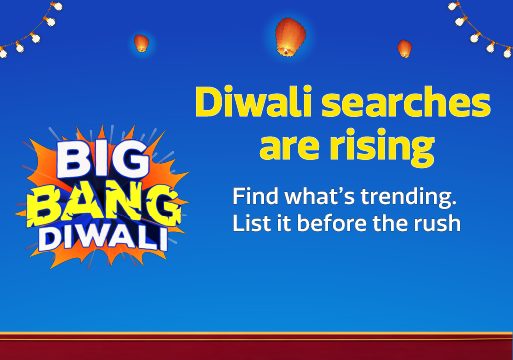 Diwali searches
are rising
BIG
BANG
DIWALI
Find what's trending.
List it before the rush